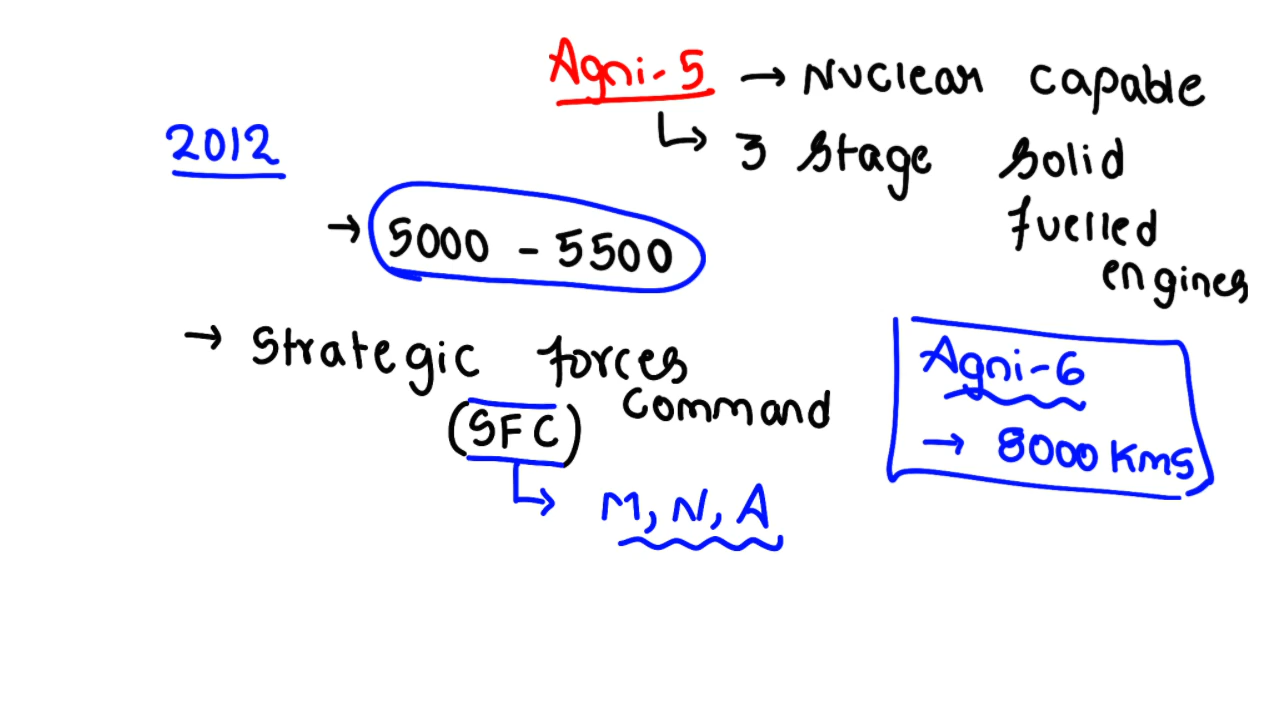 Agni-5 → Nuclear capable
↳ 3 Stage Solid
fuelled
engines
2012
→ 5000 - 5500
→ Strategic forces
command
(SFC)
↳ M, N, A
Agni-6
→ 8000 Kms